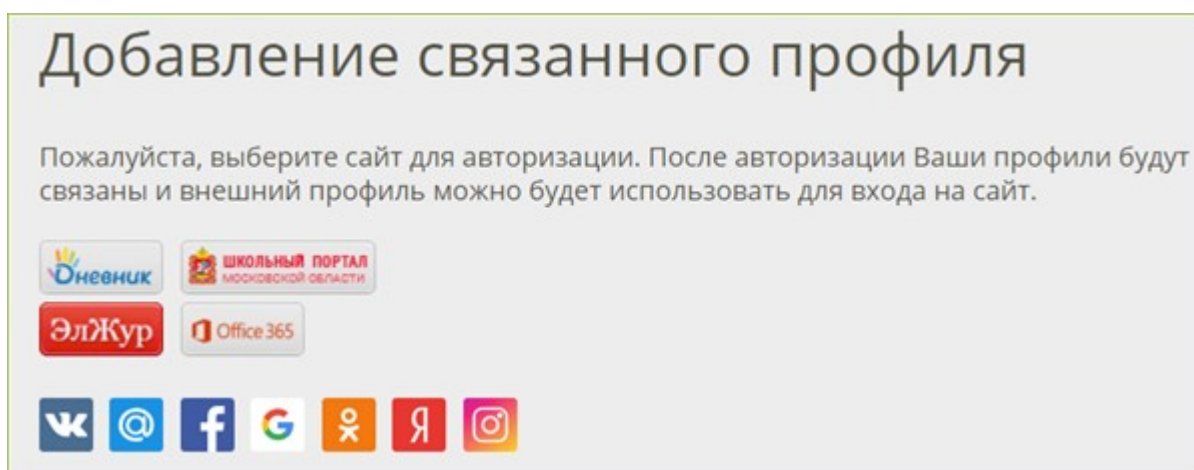 Добавление связанного профиля
Пожалуйста, выберите сайт для авторизации. После авторизации Ваши профили будут
связаны и внешний профиль можно будет использовать для входа на сайт.
Дневник
ШКОЛЬНЫЙ ПОРТАЛ
МОСКОВСКОЙ ОБЛАСТИ
ЭлЖур
Office 365
G Я